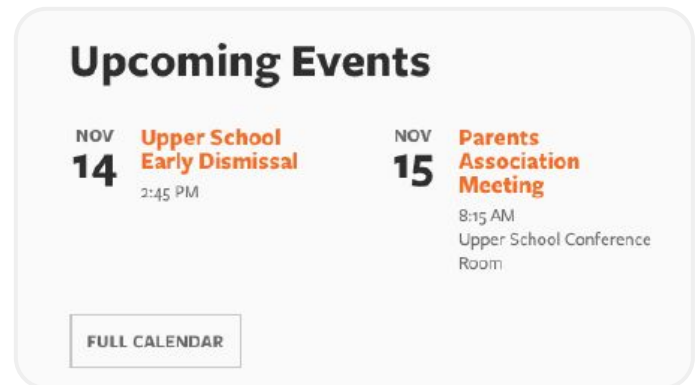 Upcoming Events
NOV
14
Upper School
Early Dismissal
2:45 PM
NOV
15
Parents
Association
Meeting
8:15 AM
Upper School Conference
Room
FULL CALENDAR